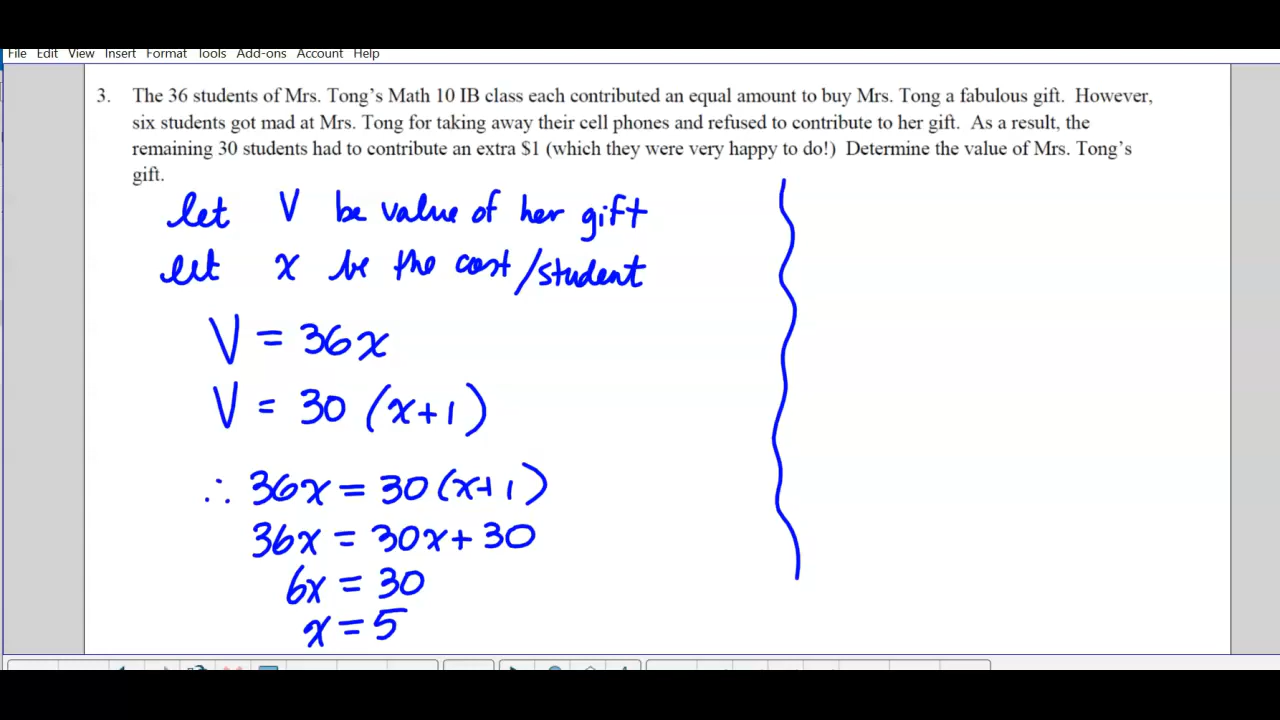 File Edit View Insert Format Tools Add-ons Account Help
3. The 36 students of Mrs. Tong's Math 10 IB class each contributed an equal amount to buy Mrs. Tong a fabulous gift. However,
six students got mad at Mrs. Tong for taking away their cell phones and refused to contribute to her gift. As a result, the
remaining 30 students had to contribute an extra $1 (which they were very happy to do!) Determine the value of Mrs. Tong's
gift.
let V be value of her gift
let x be the cost/student
V = 36x
V = 30 (x+1)
∴ 36x = 30 (x+1)
36x = 30x + 30
6x = 30
x = 5